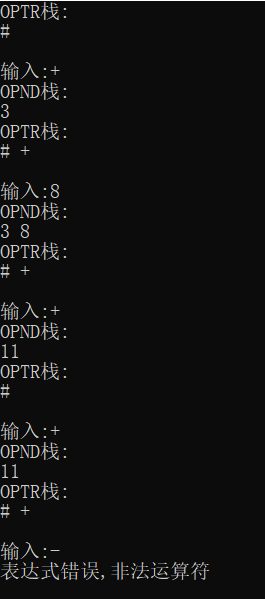 OPTR栈:
#
输入:+
OPND栈:
3
OPTR栈:
# +
输入:8
OPND栈:
3 8
OPTR栈:
# +
输入:+
OPND栈:
11
OPTR栈:
#
输入:+
OPND栈:
11
OPTR栈:
# +
输入:-
表达式错误,非法运算符